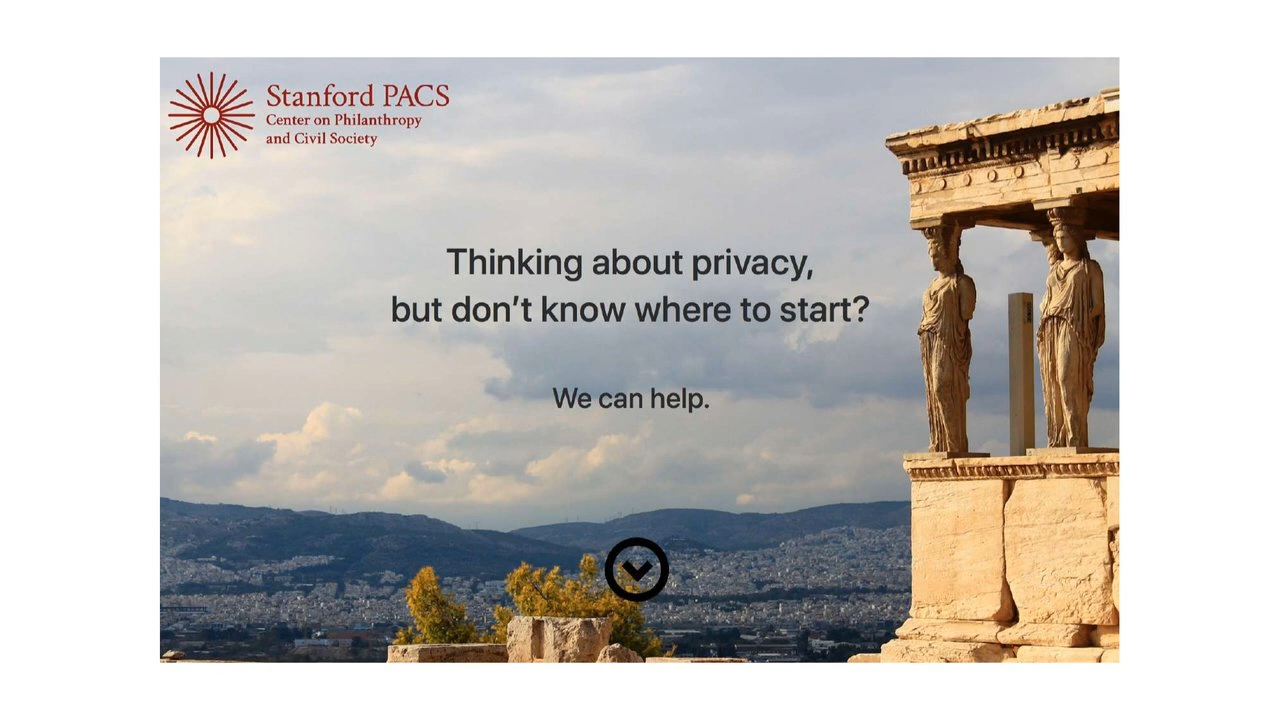 Stanford PACS
Center on Philanthropy
and Civil Society
Thinking about privacy,
but don’t know where to start?
We can help.